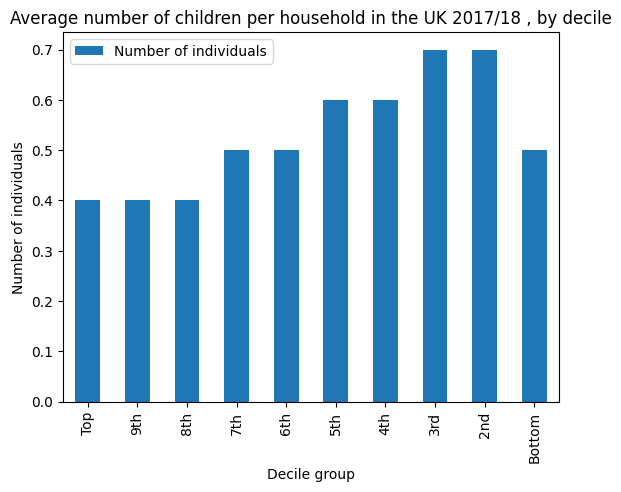 Average number of children per household in the UK 2017/18 , by decile
Number of individuals
Number of individuals
0.7
0.6
0.5
0.4
0.3
0.2
0.1
0.0
Top
9th
8th
7th
6th
5th
4th
3rd
2nd
Bottom
Decile group